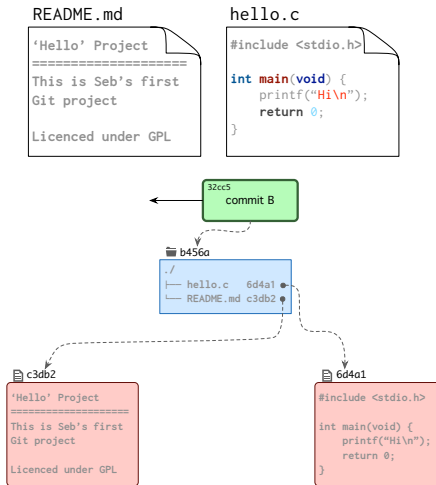 README.md
‘Hello’ Project
====================
This is Seb’s first
Git project
Licenced under GPL
hello.c
#include <stdio.h>
int main(void) {
printf(“Hi\n”);
return 0;
}
32cc5
commit B
b456a
./
├── hello.c 6d4a1
└── README.md c3db2
c3db2
‘Hello’ Project
====================
This is Seb’s first
Git project
Licenced under GPL
6d4a1
#include <stdio.h>
int main(void) {
printf(“Hi\n”);
return 0;
}